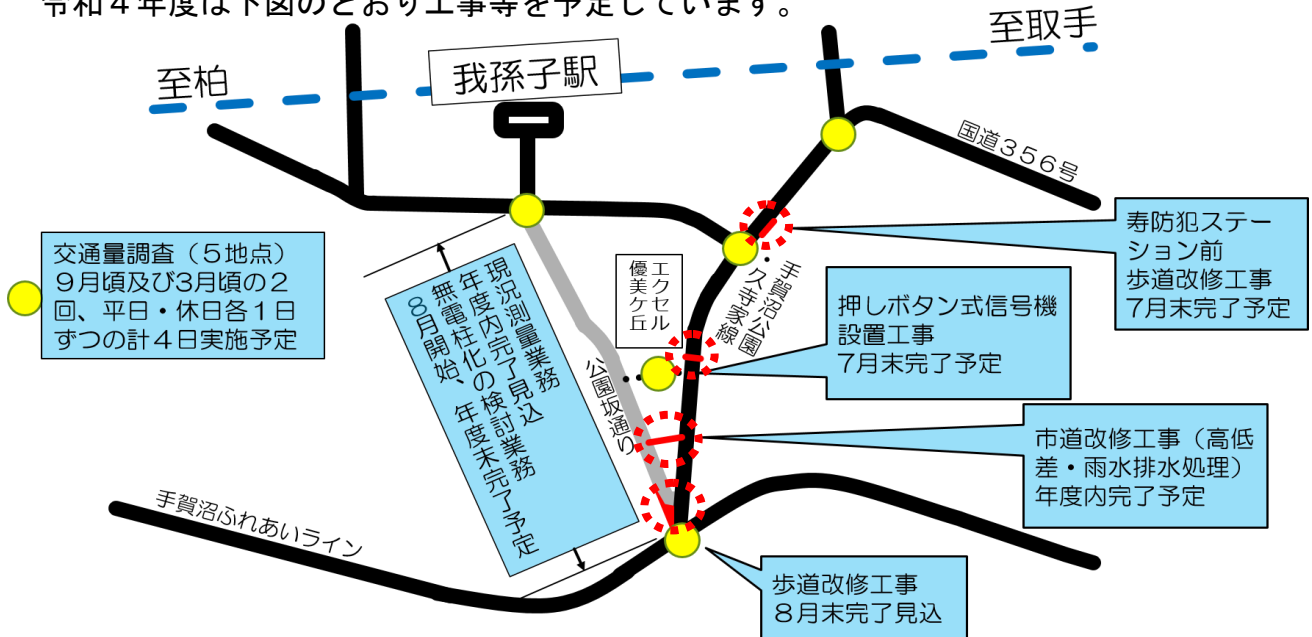 令和４年度は下図のとおり工事等を予定しています。
至柏
我孫子駅
至取手
国道３５６号
交通量調査（５地点）
９月頃及び3月頃の２
回、平日・休日各１日
ずつの計４日実施予定
現況測量業務
年度内完了見込
無電柱化の検討業務
８月開始、年度末完了予定
エクセル
優美ケ丘
公園坂通り
手賀沼公園・
久寺家線
寿防犯ステー
ション前
歩道改修工事
7月末完了予定
押しボタン式信号機
設置工事
7月末完了予定
市道改修工事（高低
差・雨水排水処理）
年度内完了予定
手賀沼ふれあいライン
歩道改修工事
８月末完了見込